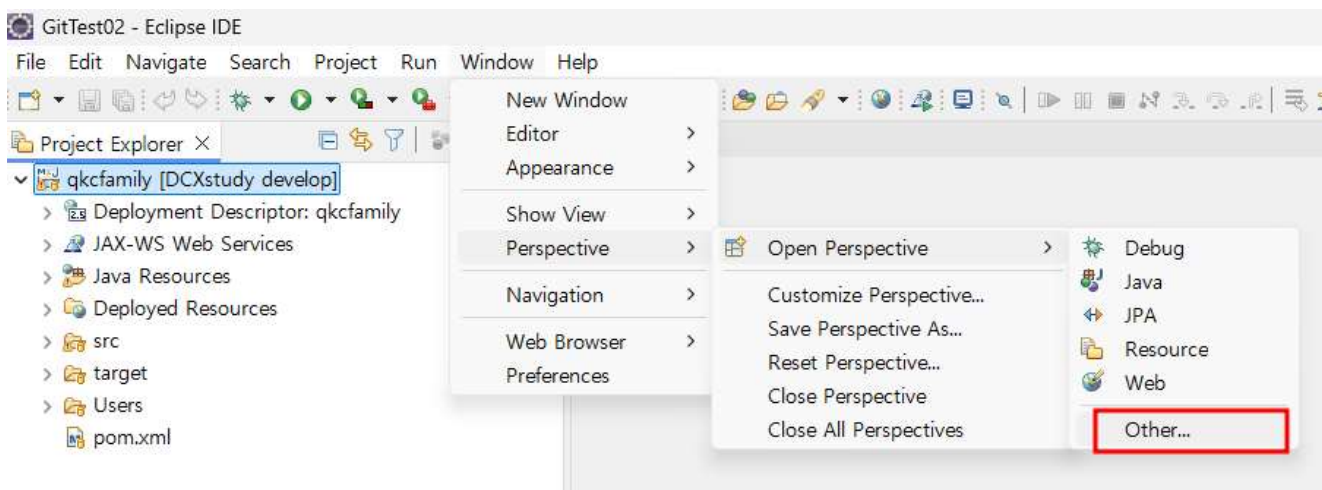 GitTest02 - Eclipse IDE
File Edit Navigate Search Project Run Window Help
Project Explorer
qkcfamily [DCXstudy develop]
Deployment Descriptor: qkcfamily
JAX-WS Web Services
Java Resources
Deployed Resources
src
target
Users
pom.xml
New Window
Editor
Appearance
Show View
Perspective
Navigation
Web Browser
Preferences
Open Perspective
Customize Perspective...
Save Perspective As...
Reset Perspective...
Close Perspective
Close All Perspectives
Debug
Java
JPA
Resource
Web
Other...